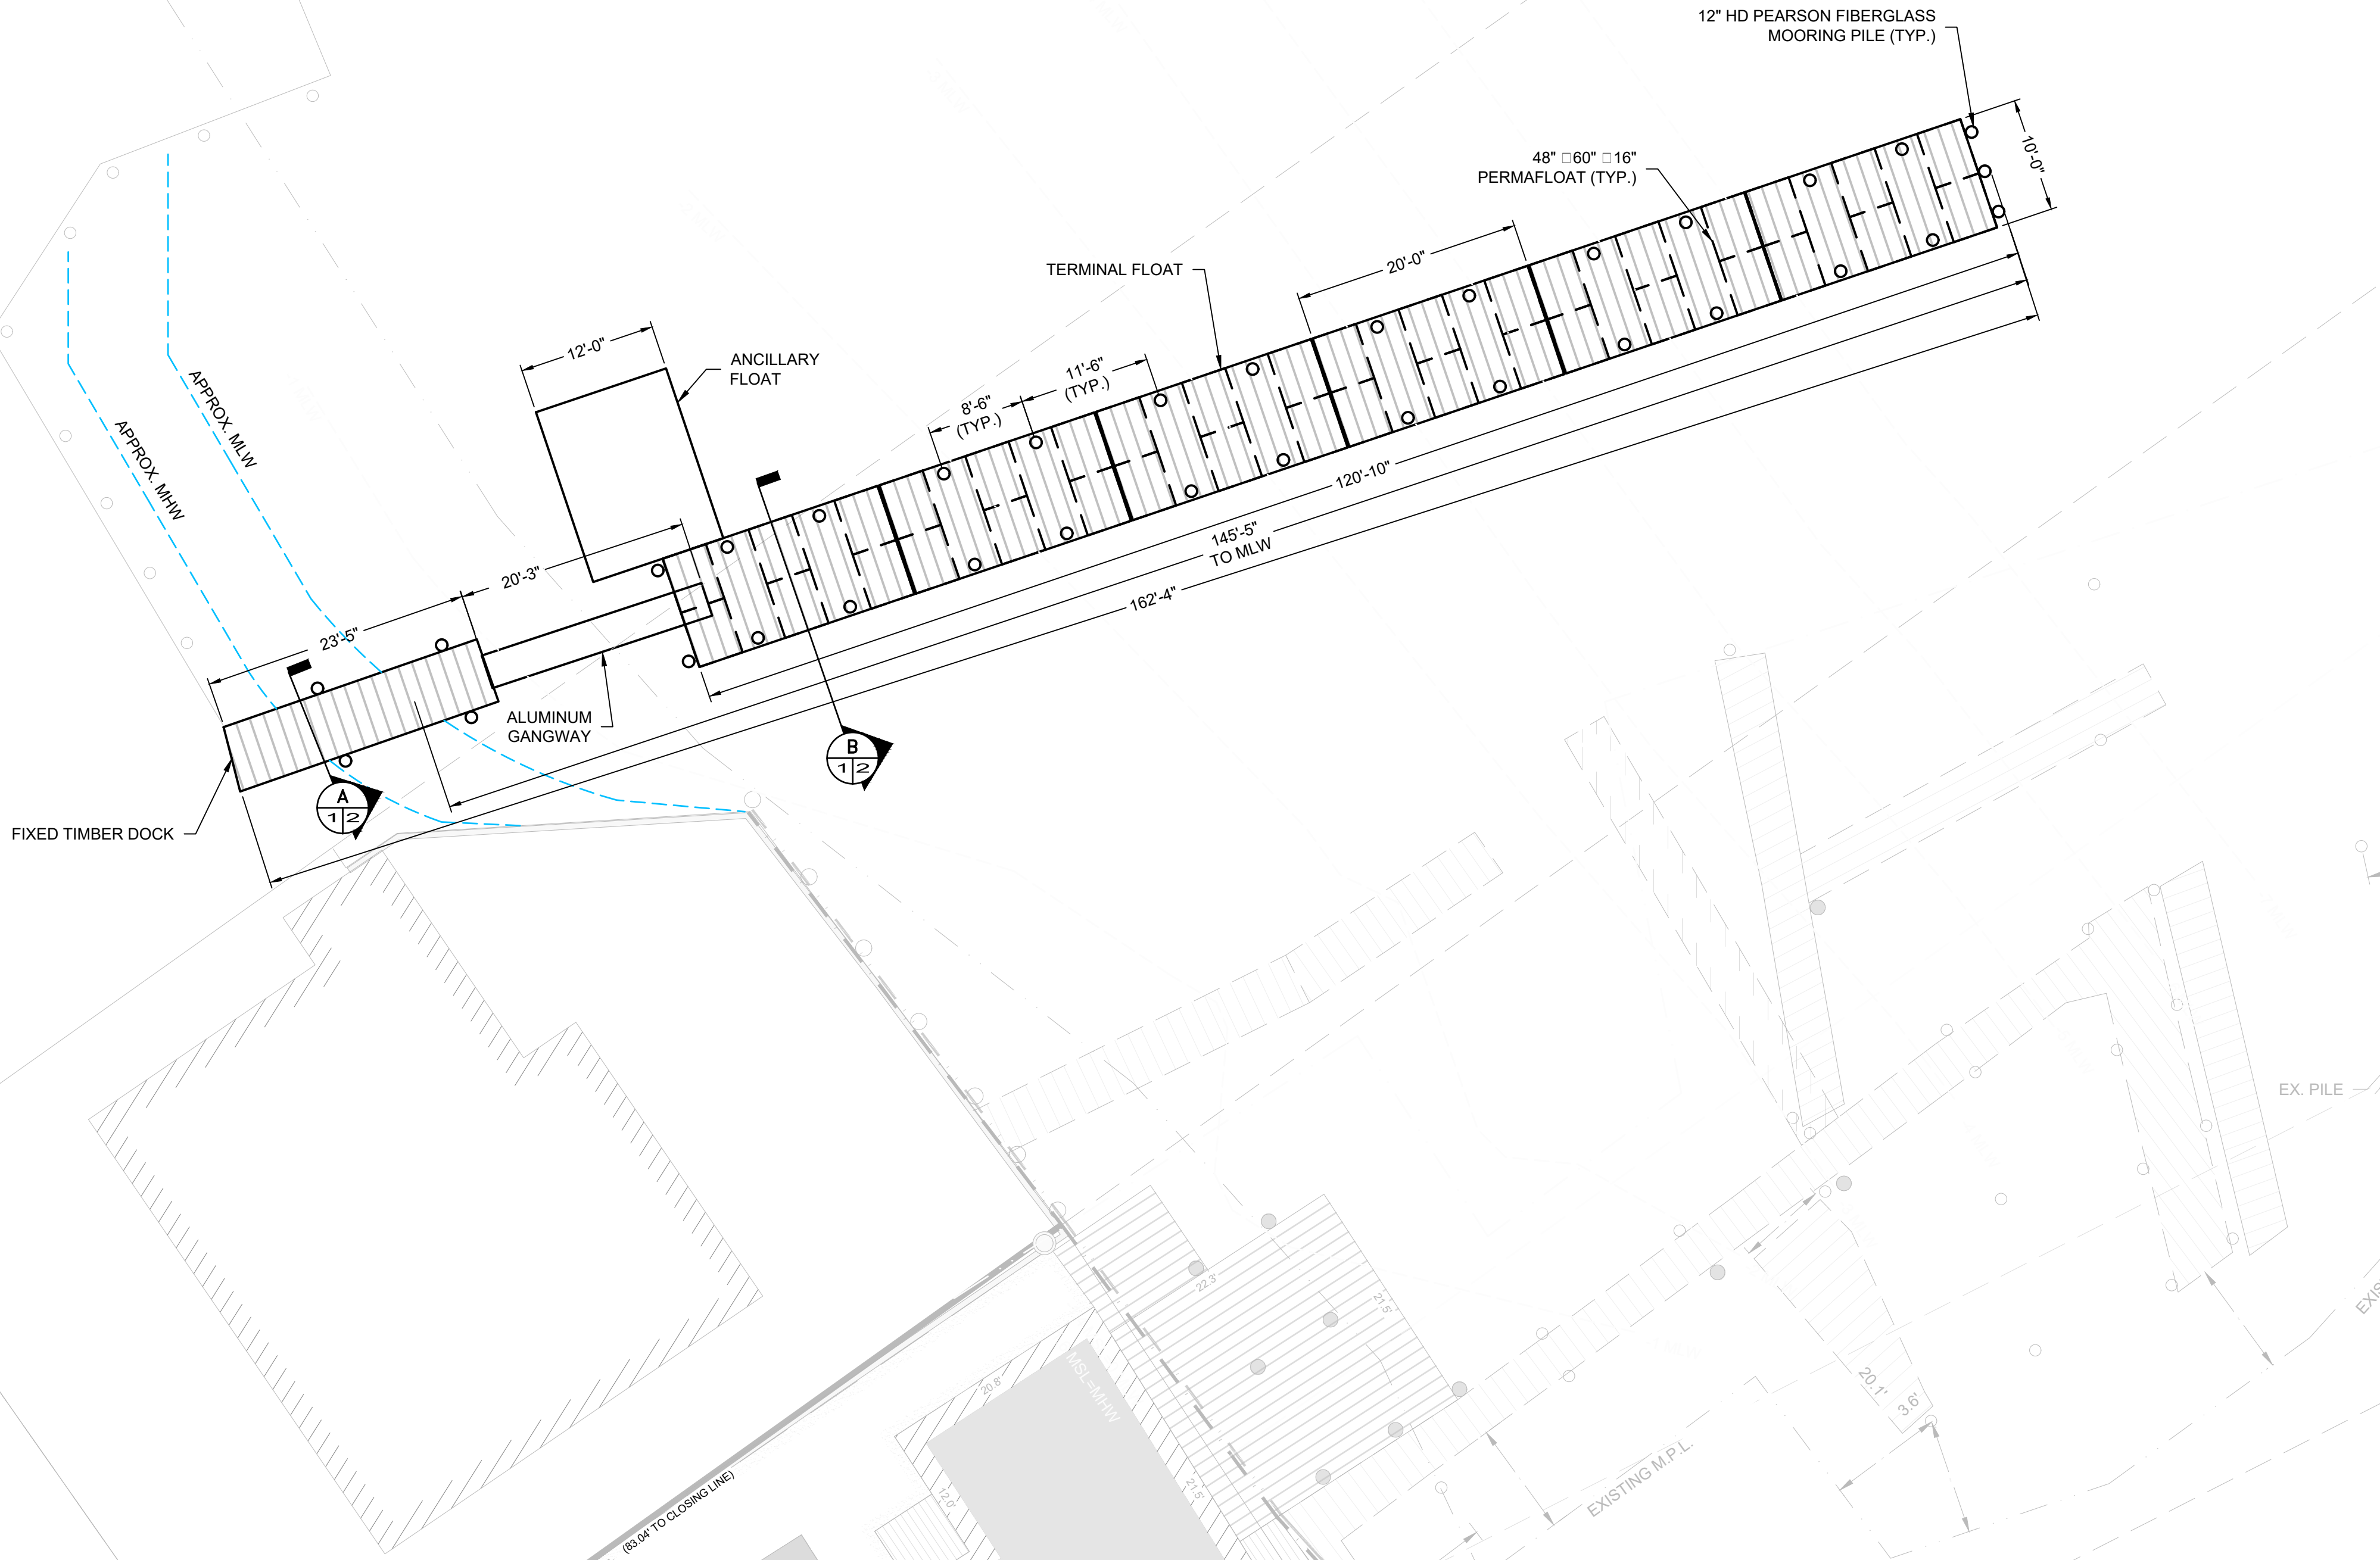 12" HD PEARSON FIBERGLASS
MOORING PILE (TYP.)
10'-0"
48" □60" □16"
PERMAFLOAT (TYP.)
20'-0"
TERMINAL FLOAT
12'-0"
ANCILLARY
FLOAT
11'-6"
(TYP.)
8'-6"
(TYP.)
APPROX. MLW
APPROX. MHW
120'-10"
145'-5"
TO MLW
162'-4"
20'-3"
23'-5"
ALUMINUM
GANGWAY
B
1 2
A
1 2
FIXED TIMBER DOCK
EX. PILE
22.3'
21.5'
MSL=MHW
20.8'
21.5'
12.0'
20.1'
3.6'
EXISTING M.P.L.
(83.04' TO CLOSING LINE)